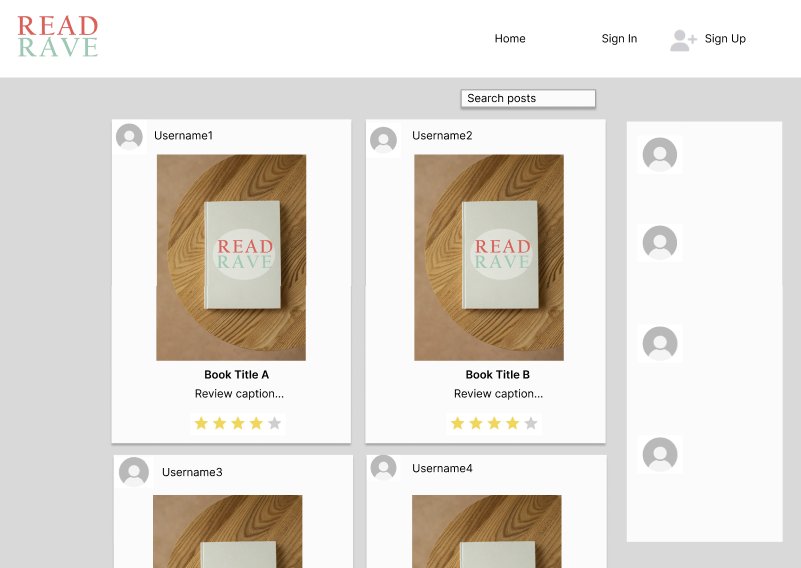 READ
RAVE
Home
Sign In
Sign Up
Search posts
Username1
READ
RAVE
Book Title A
Review caption...
Username2
READ
RAVE
Book Title B
Review caption...
Username3
Username4